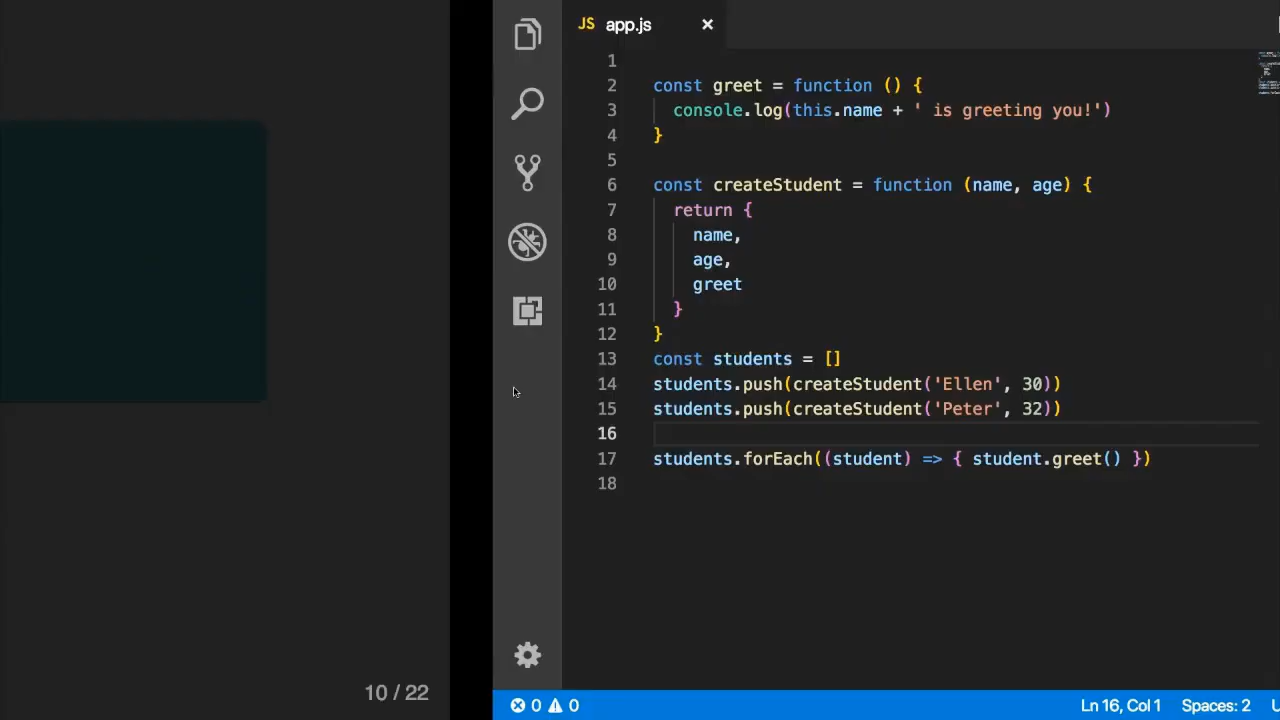 JS app.js ×
1
2 const greet = function () {
3 console.log(this.name + ' is greeting you!')
4 }
5
6 const createStudent = function (name, age) {
7 return {
8 name,
9 age,
10 greet
11 }
12 }
13 const students = []
14 students.push(createStudent('Ellen', 30))
15 students.push(createStudent('Peter', 32))
16
17 students.forEach((student) => { student.greet() })
18
10 / 22
0 0 Ln 16, Col 1 Spaces: 2